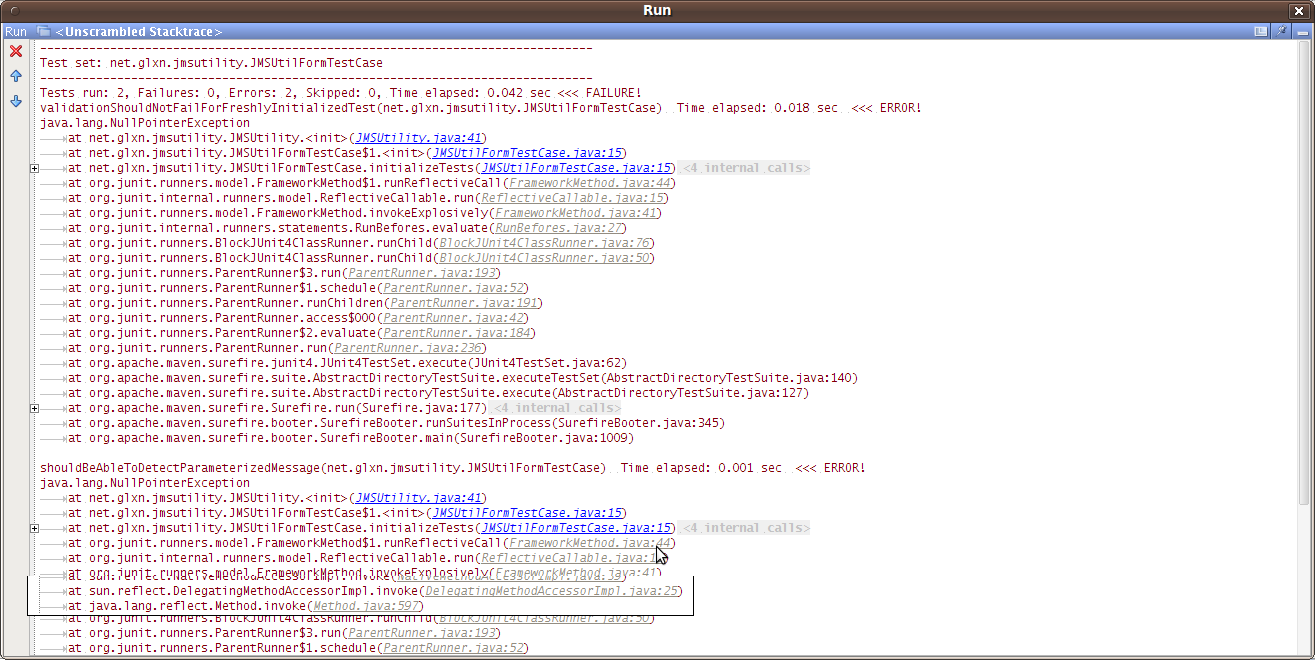 Run
Run <Unscrambled Stacktrace>
-------------------------------------------------------------------------------
Test set: net.glxn.jmsutility.JMSUtilFormTestCase
-------------------------------------------------------------------------------
Tests run: 2, Failures: 0, Errors: 2, Skipped: 0, Time elapsed: 0.042 sec <<< FAILURE!
validationShouldNotFailForFreshlyInitializedTest(net.glxn.jmsutility.JMSUtilFormTestCase)  Time elapsed: 0.018 sec  <<< ERROR!
java.lang.NullPointerException
at net.glxn.jmsutility.JMSUtility.<init>(JMSUtility.java:41)
at net.glxn.jmsutility.JMSUtilFormTestCase$1.<init>(JMSUtilFormTestCase.java:15)
at net.glxn.jmsutility.JMSUtilFormTestCase.initializeTests(JMSUtilFormTestCase.java:15) <4 internal calls>
at org.junit.runners.model.FrameworkMethod$1.runReflectiveCall(FrameworkMethod.java:44)
at org.junit.internal.runners.model.ReflectiveCallable.run(ReflectiveCallable.java:15)
at org.junit.runners.model.FrameworkMethod.invokeExplosively(FrameworkMethod.java:41)
at org.junit.internal.runners.statements.RunBefores.evaluate(RunBefores.java:27)
at org.junit.runners.BlockJUnit4ClassRunner.runChild(BlockJUnit4ClassRunner.java:76)
at org.junit.runners.BlockJUnit4ClassRunner.runChild(BlockJUnit4ClassRunner.java:50)
at org.junit.runners.ParentRunner$3.run(ParentRunner.java:193)
at org.junit.runners.ParentRunner$1.schedule(ParentRunner.java:52)
at org.junit.runners.ParentRunner.runChildren(ParentRunner.java:191)
at org.junit.runners.ParentRunner.access$000(ParentRunner.java:42)
at org.junit.runners.ParentRunner$2.evaluate(ParentRunner.java:184)
at org.junit.runners.ParentRunner.run(ParentRunner.java:236)
at org.apache.maven.surefire.junit4.JUnit4TestSet.execute(JUnit4TestSet.java:62)
at org.apache.maven.surefire.suite.AbstractDirectoryTestSuite.executeTestSet(AbstractDirectoryTestSuite.java:140)
at org.apache.maven.surefire.suite.AbstractDirectoryTestSuite.execute(AbstractDirectoryTestSuite.java:127)
at org.apache.maven.surefire.Surefire.run(Surefire.java:177) <4 internal calls>
at org.apache.maven.surefire.booter.SurefireBooter.runSuitesInProcess(SurefireBooter.java:345)
at org.apache.maven.surefire.booter.SurefireBooter.main(SurefireBooter.java:1009)
shouldBeAbleToDetectParameterizedMessage(net.glxn.jmsutility.JMSUtilFormTestCase)  Time elapsed: 0.001 sec  <<< ERROR!
java.lang.NullPointerException
at net.glxn.jmsutility.JMSUtility.<init>(JMSUtility.java:41)
at net.glxn.jmsutility.JMSUtilFormTestCase$1.<init>(JMSUtilFormTestCase.java:15)
at net.glxn.jmsutility.JMSUtilFormTestCase.initializeTests(JMSUtilFormTestCase.java:15) <4 internal calls>
at org.junit.runners.model.FrameworkMethod$1.runReflectiveCall(FrameworkMethod.java:44)
at org.junit.internal.runners.model.ReflectiveCallable.run(ReflectiveCallable.java:1
at org.junit.runners.model.FrameworkMethod.invokeExplosively(FrameworkMethod.java:41)
at sun.reflect.DelegatingMethodAccessorImpl.invoke(DelegatingMethodAccessorImpl.java:25)
at java.lang.reflect.Method.invoke(Method.java:597)
at org.junit.runners.BlockJUnit4ClassRunner.runChild(BlockJUnit4ClassRunner.java:50)
at org.junit.runners.ParentRunner$3.run(ParentRunner.java:193)
at org.junit.runners.ParentRunner$1.schedule(ParentRunner.java:52)